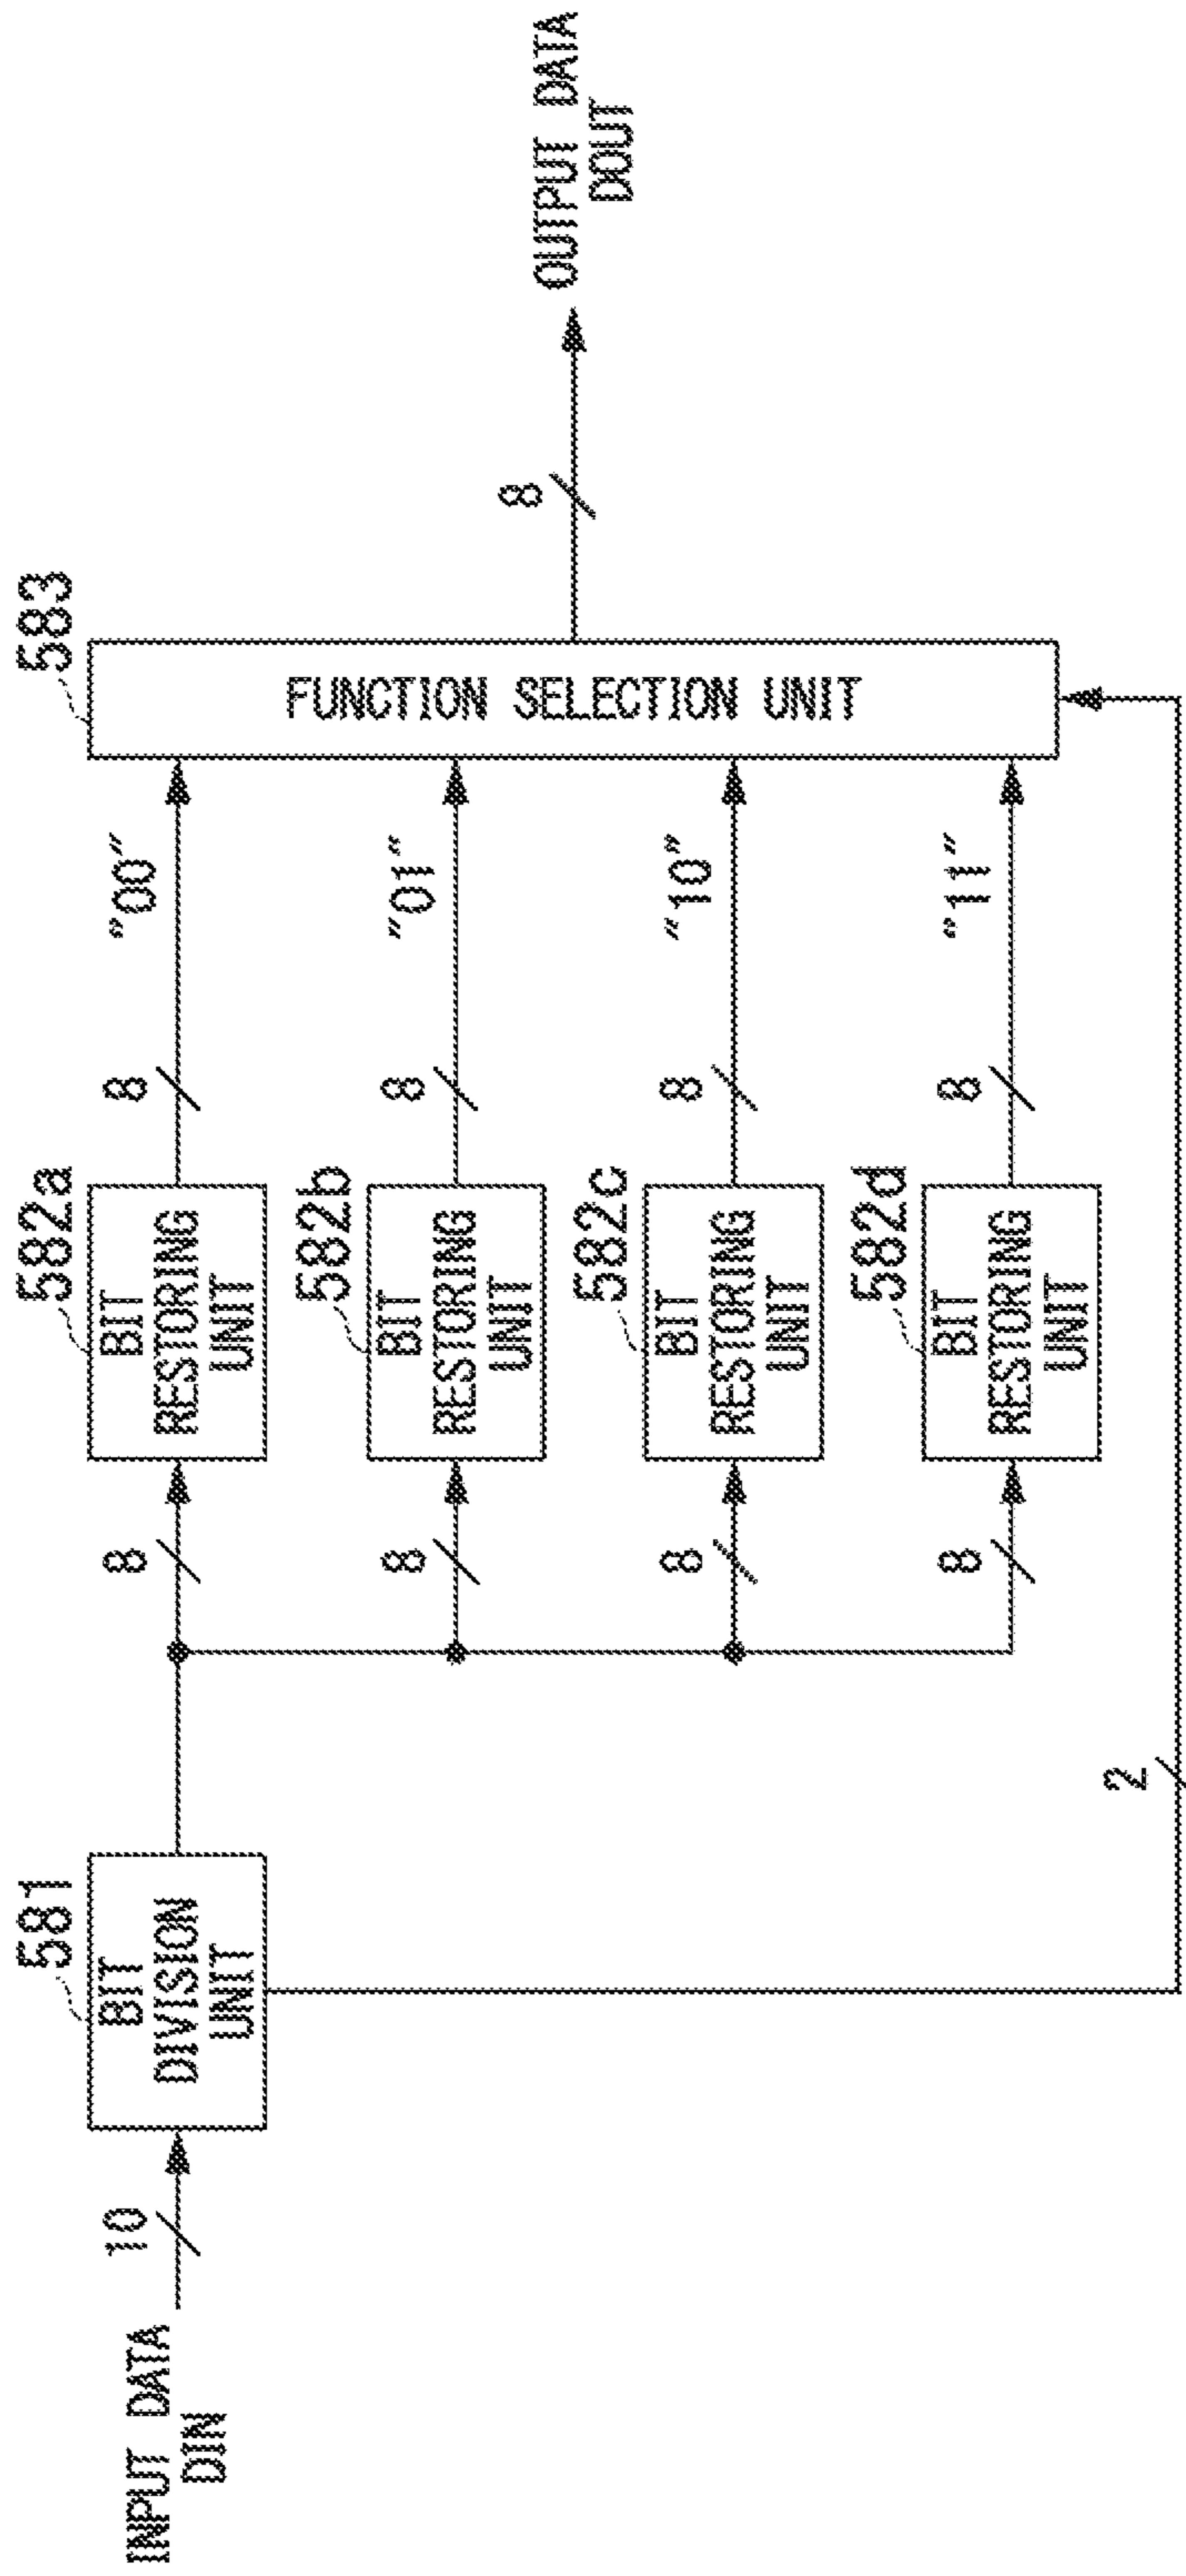 INPUT DATA
DIN
10
581
BIT
DIVISION
UNIT
2
8
8
8
8
582a
BIT
RESTORING
UNIT
582b
BIT
RESTORING
UNIT
582c
BIT
RESTORING
UNIT
582d
BIT
RESTORING
UNIT
8
8
8
8
"00"
"01"
"10"
"11"
583
FUNCTION SELECTION UNIT
8
OUTPUT DATA
DOUT